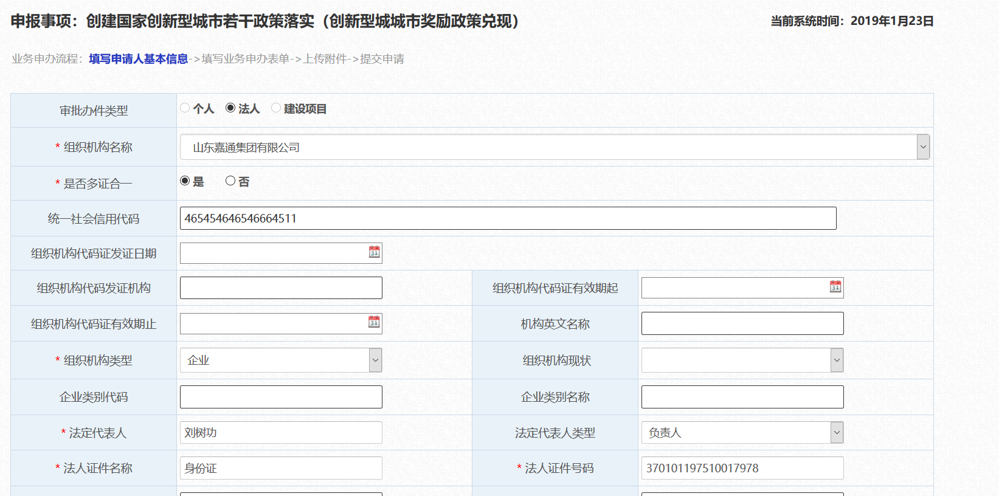 申报事项：创建国家创新型城市若干政策落实（创新型城城市奖励政策兑现）
当前系统时间：2019年1月23日
业务申办流程：填写申请人基本信息->填写业务申办表单->上传附件->提交申请
审批办件类型 个人 法人 建设项目
* 组织机构名称 山东嘉通集团有限公司
* 是否多证合一 是 否
统一社会信用代码 465454646546664511
组织机构代码证发证日期 31
组织机构代码发证机构 组织机构代码证有效期起 31
组织机构代码证有效期止 31 机构英文名称
* 组织机构类型 企业 组织机构现状
企业类别代码 企业类别名称
* 法定代表人 刘树功 法定代表人类型 负责人
* 法人证件名称 身份证 * 法人证件号码 370101197510017978